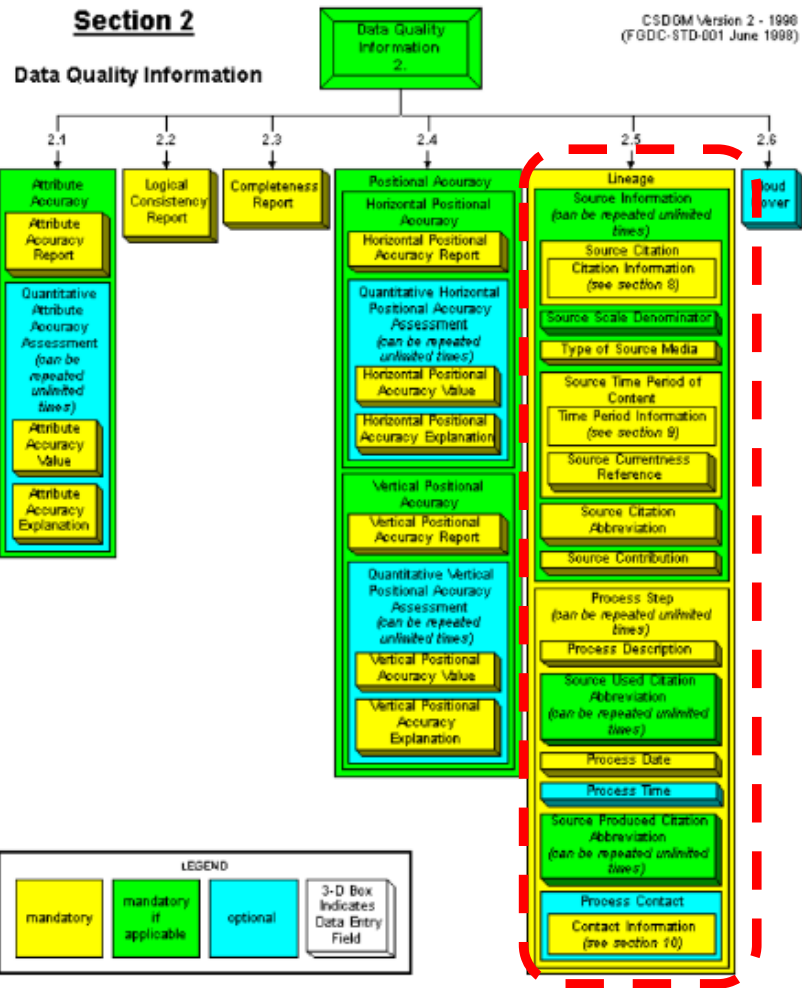 Section 2
Data Quality Information
Data Quality
Information
2.
CSDGM Version 2 - 1998
(FGDC-STD-001 June 1998)
2.1
2.2
2.3
2.4
2.5
2.6
Attribute
Accuracy
Attribute
Accuracy
Report
Quantitative
Attribute
Accuracy
Assessment
(can be
repeated
unlimited
times)
Attribute
Accuracy
Value
Attribute
Accuracy
Explanation
Logical
Consistency
Report
Completeness
Report
Positional Accuracy
Horizontal Positional
Accuracy
Horizontal Positional
Accuracy Report
Quantitative Horizontal
Positional Accuracy
Assessment
(can be repeated
unlimited times)
Horizontal Positional
Accuracy Value
Horizontal Positional
Accuracy Explanation
Vertical Positional
Accuracy
Vertical Positional
Accuracy Report
Quantitative Vertical
Positional Accuracy
Assessment
(can be repeated
unlimited times)
Vertical Positional
Accuracy Value
Vertical Positional
Accuracy
Explanation
Lineage
Source Information
(can be repeated unlimited
times)
Source Citation
Citation Information
(see section 8)
Source Scale Denominator
Type of Source Media
Source Time Period of
Content
Time Period Information
(see section 9)
Source Currentness
Reference
Source Citation
Abbreviation
Source Contribution
Process Step
(can be repeated unlimited
times)
Process Description
Source Used Citation
Abbreviation
(can be repeated unlimited
times)
Process Date
Process Time
Source Produced Citation
Abbreviation
(can be repeated unlimited
times)
Process Contact
Contact Information
(see section 10)
Cloud
Cover
LEGEND
mandatory
mandatory
if
applicable
optional
3-D Box
Indicates
Data Entry
Field